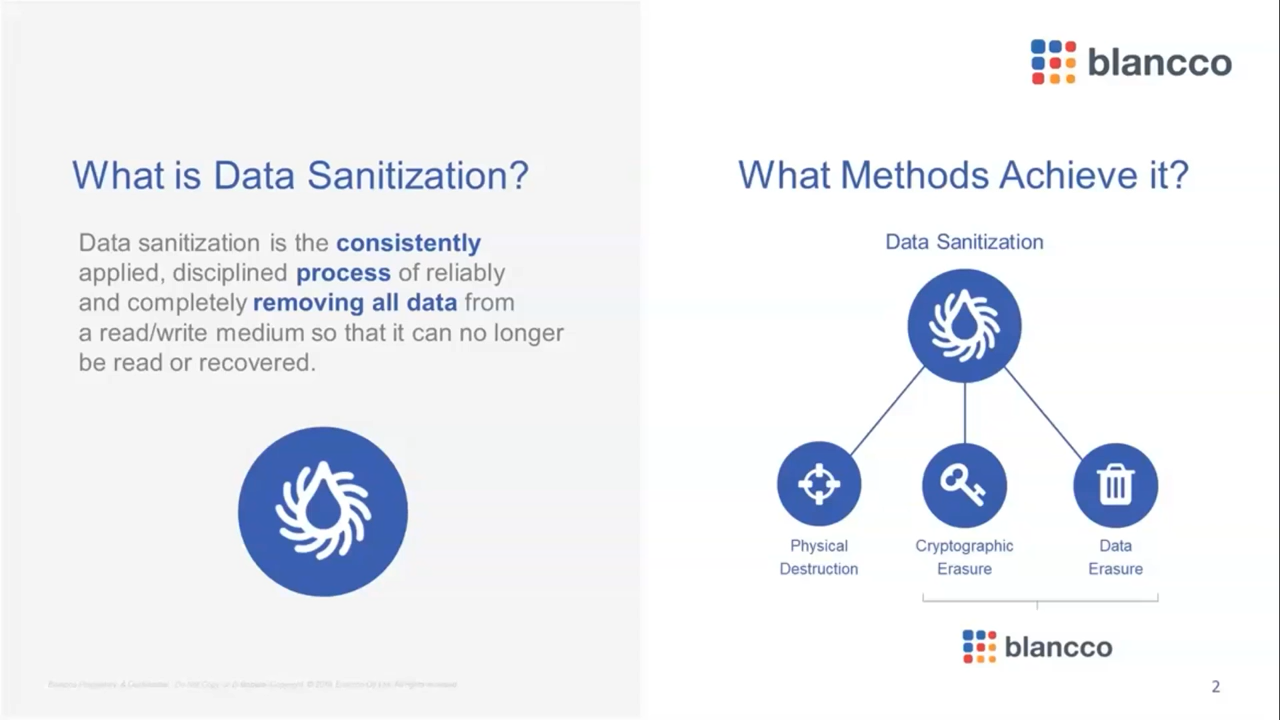 blancco
What is Data Sanitization?
Data sanitization is the consistently
applied, disciplined process of reliably
and completely removing all data from
a read/write medium so that it can no longer
be read or recovered.
What Methods Achieve it?
Data Sanitization
Physical
Destruction
Cryptographic
Erasure
Data
Erasure
blancco
2